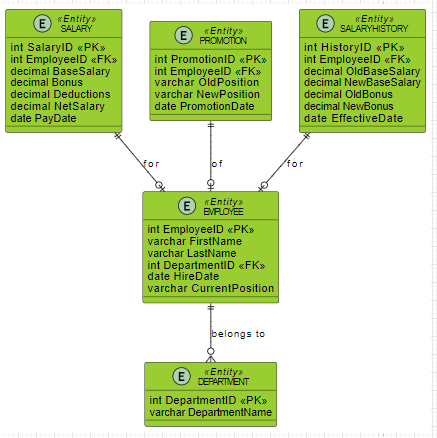 E «Entity»
SALARY
int SalaryID «PK»
int EmployeeID «FK»
decimal BaseSalary
decimal Bonus
decimal Deductions
decimal NetSalary
date PayDate
E «Entity»
PROMOTION
int PromotionID «PK»
int EmployeeID «FK»
varchar OldPosition
varchar NewPosition
date PromotionDate
E «Entity»
SALARYHISTORY
int HistoryID «PK»
int EmployeeID «FK»
decimal OldBaseSalary
decimal NewBaseSalary
decimal OldBonus
decimal NewBonus
date EffectiveDate
for
of
for
E «Entity»
EMPLOYEE
int EmployeeID «PK»
varchar FirstName
varchar LastName
int DepartmentID «FK»
date HireDate
varchar CurrentPosition
belongs to
E «Entity»
DEPARTMENT
int DepartmentID «PK»
varchar DepartmentName